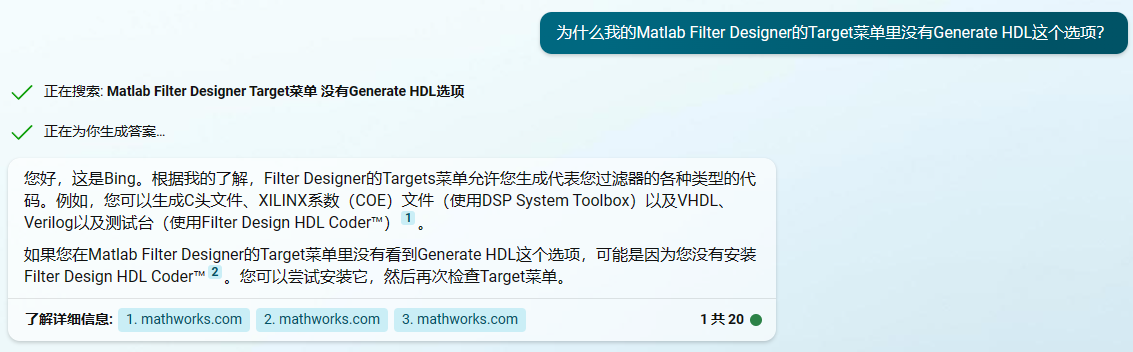 为什么我的Matlab Filter Designer的Target菜单里没有Generate HDL这个选项？
正在搜索: Matlab Filter Designer Target菜单 没有Generate HDL选项
正在为你生成答案...
您好，这是Bing。根据我的了解，Filter Designer的Targets菜单允许您生成代表您过滤器的各种类型的代
码。例如，您可以生成C头文件、XILINX系数（COE）文件（使用DSP System Toolbox）以及VHDL、
Verilog以及测试台（使用Filter Design HDL Coder™） 1 。
如果您在Matlab Filter Designer的Target菜单里没有看到Generate HDL这个选项，可能是因为您没有安装
Filter Design HDL Coder™ 2 。您可以尝试安装它，然后再次检查Target菜单。
了解详细信息: 1. mathworks.com 2. mathworks.com 3. mathworks.com 1 共 20